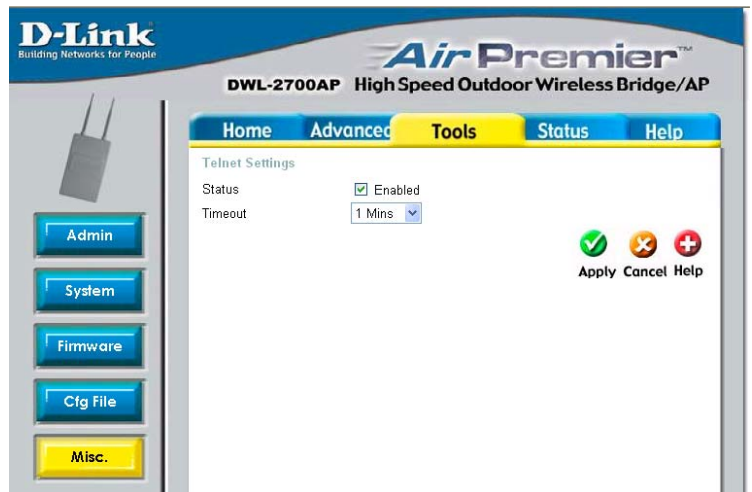 D-Link
Building Networks for People
Air Premier™
DWL-2700AP High Speed Outdoor Wireless Bridge/AP
Home Advanced Tools Status Help
Telnet Settings
Status Enabled
Timeout 1 Mins
Apply Cancel Help
Admin
System
Firmware
Cfg File
Misc.